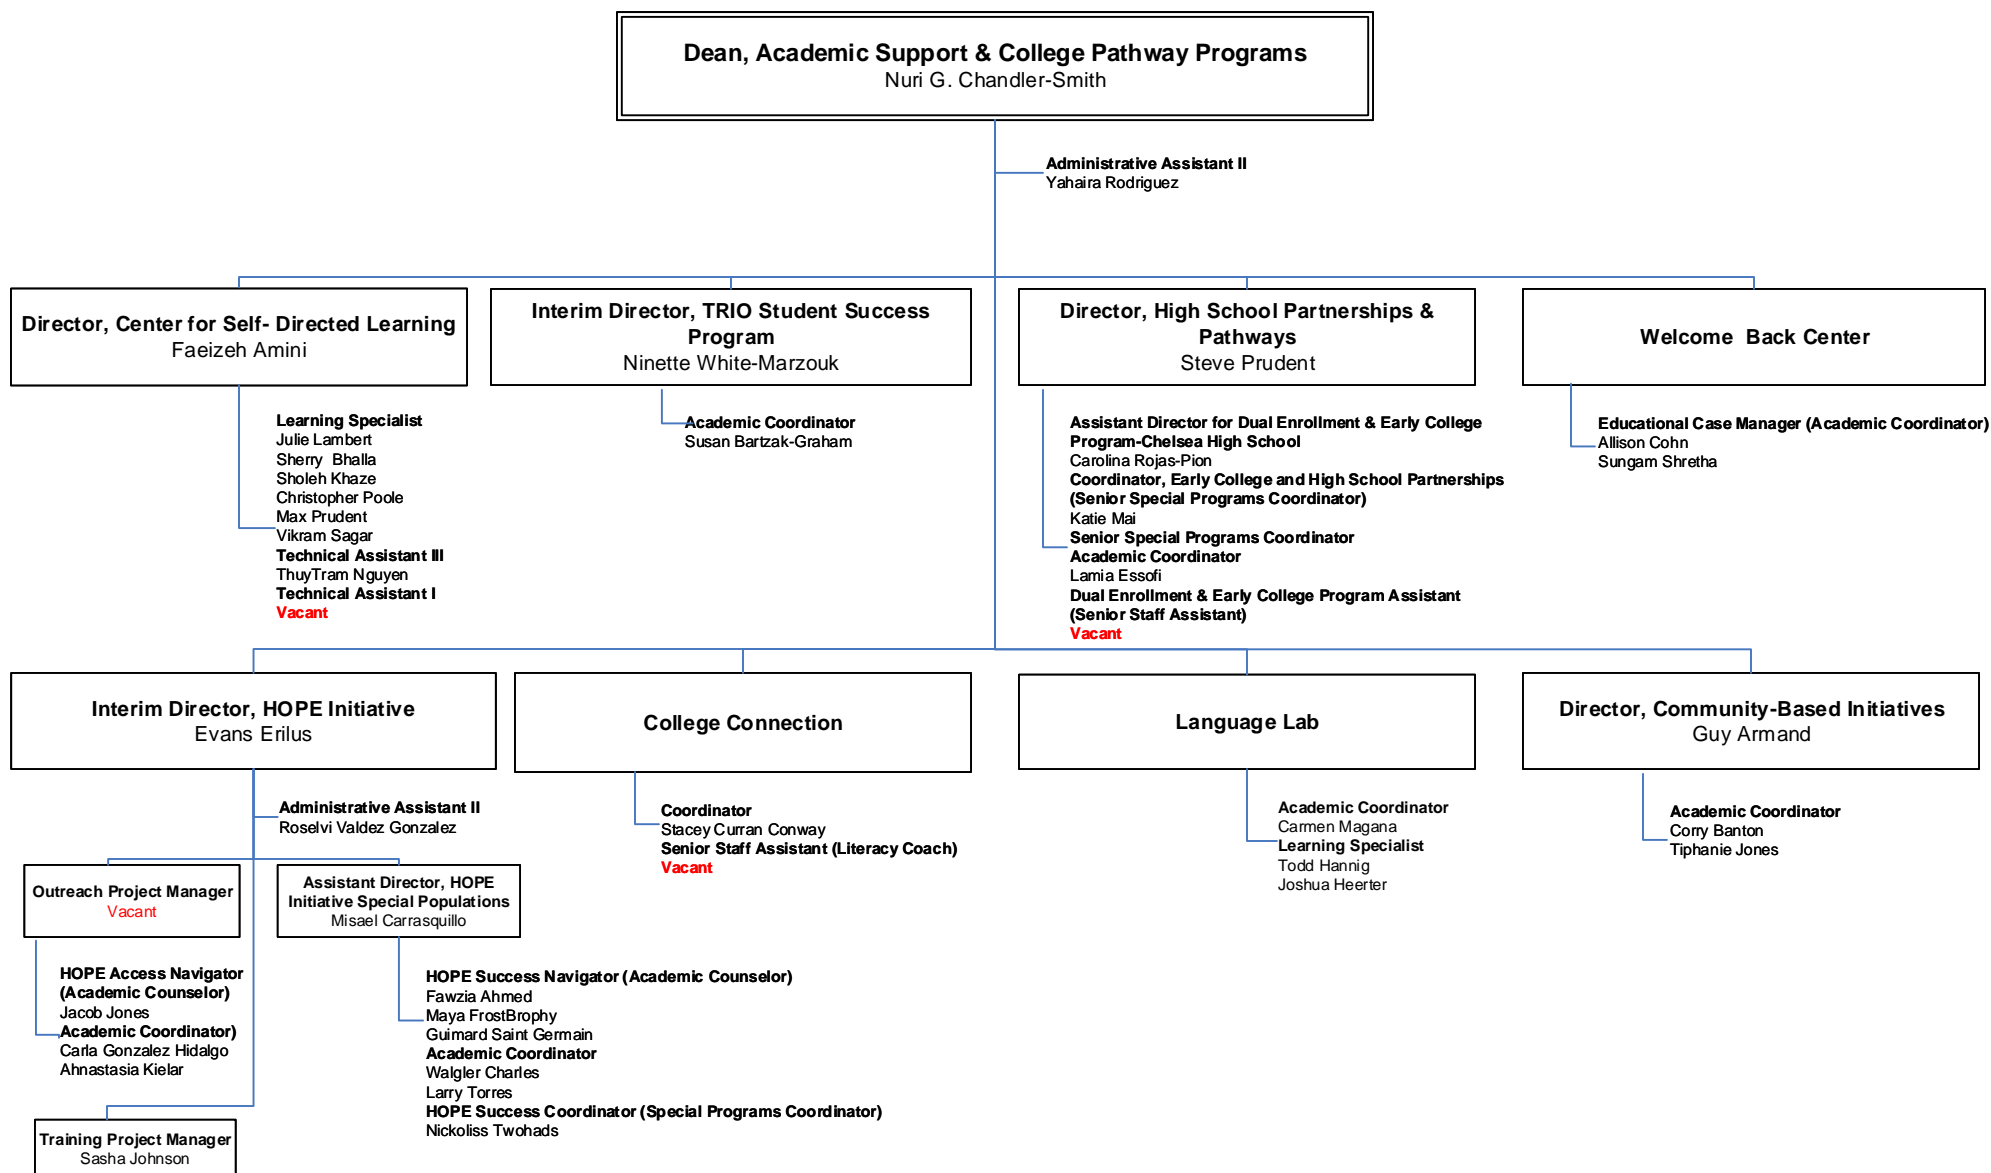 Dean, Academic Support & College Pathway Programs
Nuri G. Chandler-Smith
Administrative Assistant II
Yahaira Rodriguez
Director, Center for Self- Directed Learning
Faeizeh Amini
Learning Specialist
Julie Lambert
Sherry Bhalla
Sholeh Khaze
Christopher Poole
Max Prudent
Vikram Sagar
Technical Assistant III
ThuyTram Nguyen
Technical Assistant I
Vacant
Interim Director, TRIO Student Success
Program
Ninette White-Marzouk
Academic Coordinator
Susan Bartzak-Graham
Director, High School Partnerships &
Pathways
Steve Prudent
Assistant Director for Dual Enrollment & Early College
Program-Chelsea High School
Carolina Rojas-Pion
Coordinator, Early College and High School Partnerships
(Senior Special Programs Coordinator)
Katie Mai
Senior Special Programs Coordinator
Academic Coordinator
Lamia Essofi
Dual Enrollment & Early College Program Assistant
(Senior Staff Assistant)
Vacant
Welcome Back Center
Educational Case Manager (Academic Coordinator)
Allison Cohn
Sungam Shretha
Interim Director, HOPE Initiative
Evans Erilus
Administrative Assistant II
Roselvi Valdez Gonzalez
Outreach Project Manager
Vacant
HOPE Access Navigator
(Academic Counselor)
Jacob Jones
Academic Coordinator)
Carla Gonzalez Hidalgo
Ahnastasia Kielar
Training Project Manager
Sasha Johnson
Assistant Director, HOPE
Initiative Special Populations
Misael Carrasquillo
HOPE Success Navigator (Academic Counselor)
Fawzia Ahmed
Maya FrostBrophy
Guimard Saint Germain
Academic Coordinator
Walgler Charles
Larry Torres
HOPE Success Coordinator (Special Programs Coordinator)
Nickoliss Twohads
College Connection
Coordinator
Stacey Curran Conway
Senior Staff Assistant (Literacy Coach)
Vacant
Language Lab
Academic Coordinator
Carmen Magana
Learning Specialist
Todd Hannig
Joshua Heerter
Director, Community-Based Initiatives
Guy Armand
Academic Coordinator
Corry Banton
Tiphanie Jones